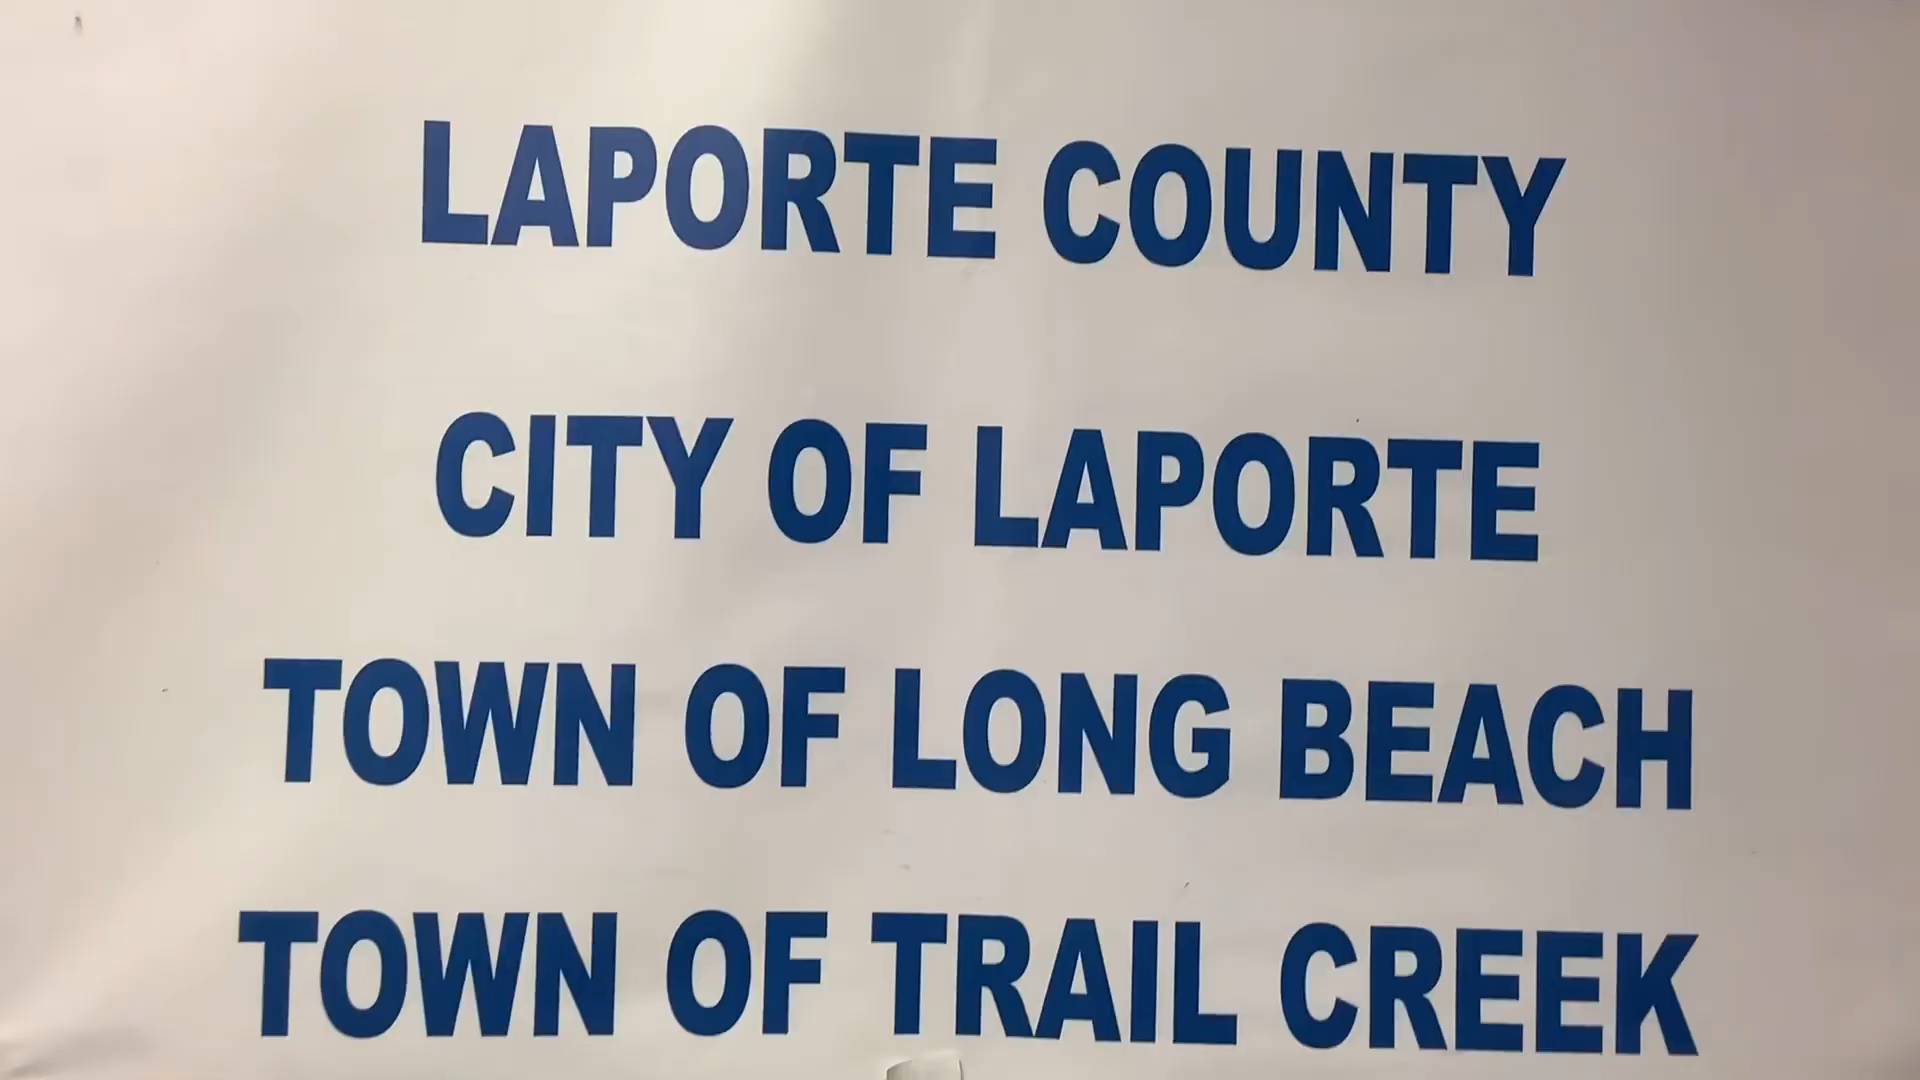 LAPORTE COUNTY
CITY OF LAPORTE
TOWN OF LONG BEACH
TOWN OF TRAIL CREEK